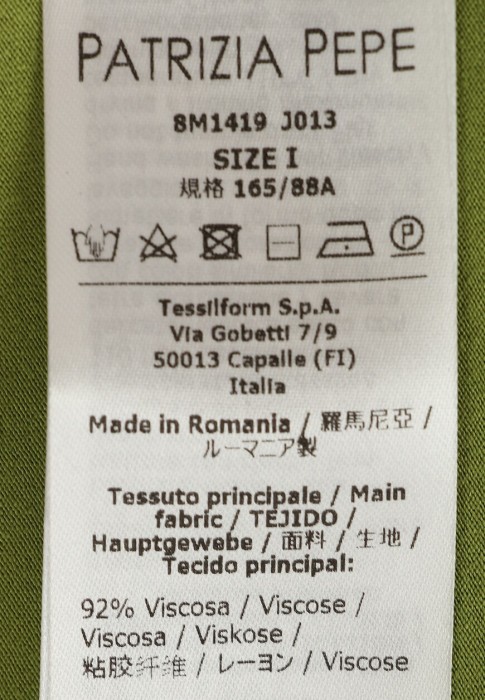 PATRIZIA PEPE
8M1419 J013
SIZE I
規格 165/88A
P
Tessilform S.p.A.
Via Gobetti 7/9
50013 Capalle (FI)
Italia
Made in Romania / 羅馬尼亞 /
ルーマニア製
Tessuto principale / Main
fabric / TEJIDO /
Hauptgewebe / 面料 / 生地 /
Tecido principal:
92% Viscosa / Viscose /
Viscosa / Viskose /
粘胶纤维 / レーヨン / Viscose